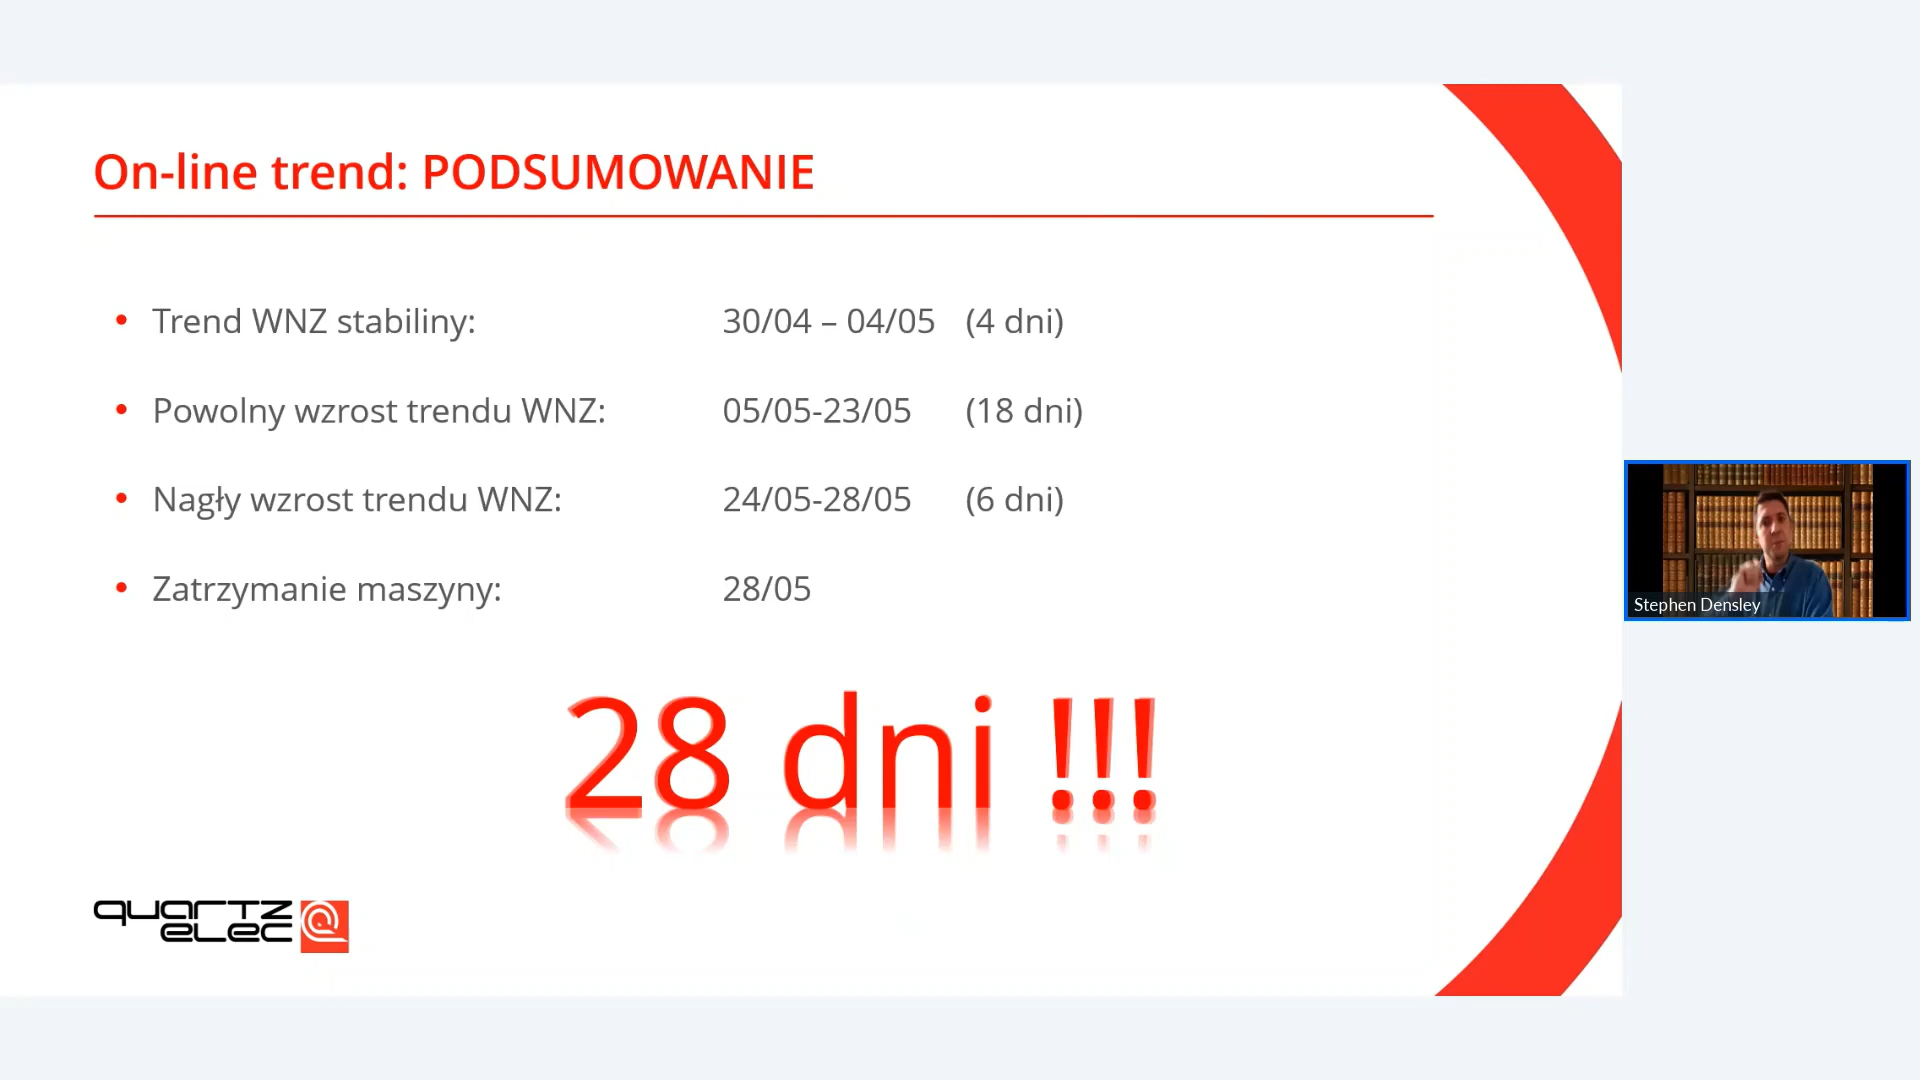 On-line trend: PODSUMOWANIE
• Trend WNZ stabiliny: 30/04 – 04/05 (4 dni)
• Powolny wzrost trendu WNZ: 05/05-23/05 (18 dni)
• Nagły wzrost trendu WNZ: 24/05-28/05 (6 dni)
• Zatrzymanie maszyny: 28/05
28 dni !!!
quartz
elec
Stephen Densley